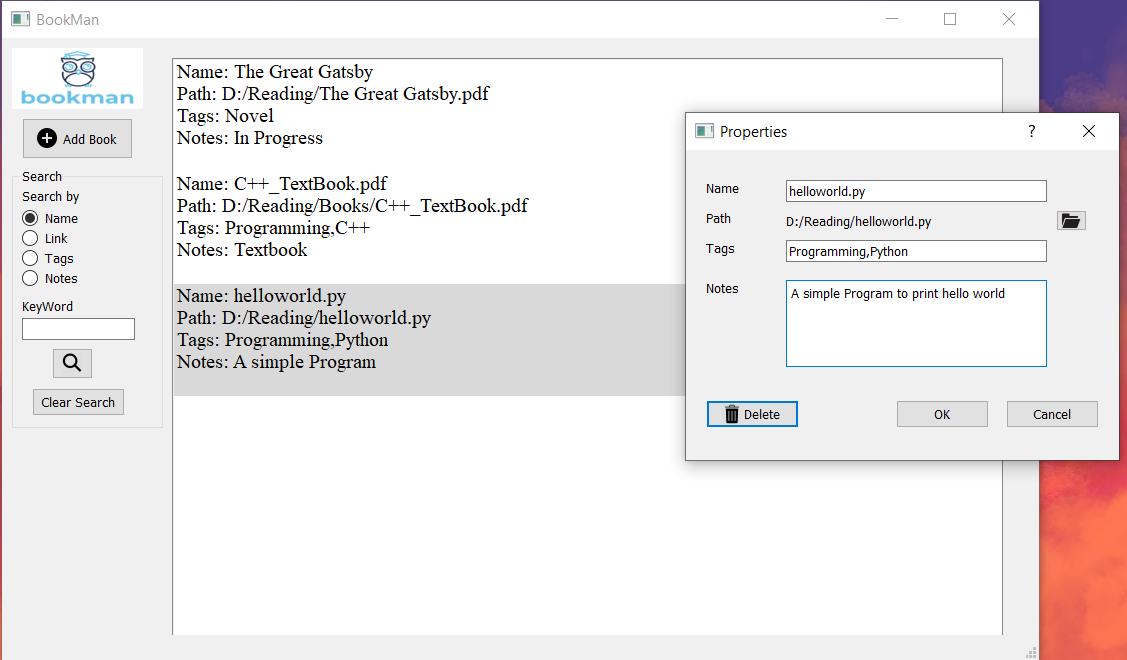 BookMan
bookman
Add Book
Search
Search by
Name
Link
Tags
Notes
KeyWord
Clear Search
Name: The Great Gatsby
Path: D:/Reading/The Great Gatsby.pdf
Tags: Novel
Notes: In Progress
Name: C++_TextBook.pdf
Path: D:/Reading/Books/C++_TextBook.pdf
Tags: Programming,C++
Notes: Textbook
Name: helloworld.py
Path: D:/Reading/helloworld.py
Tags: Programming,Python
Notes: A simple Program
Properties
?
Name
helloworld.py
Path
D:/Reading/helloworld.py
Tags
Programming,Python
Notes
A simple Program to print hello world
Delete
OK
Cancel